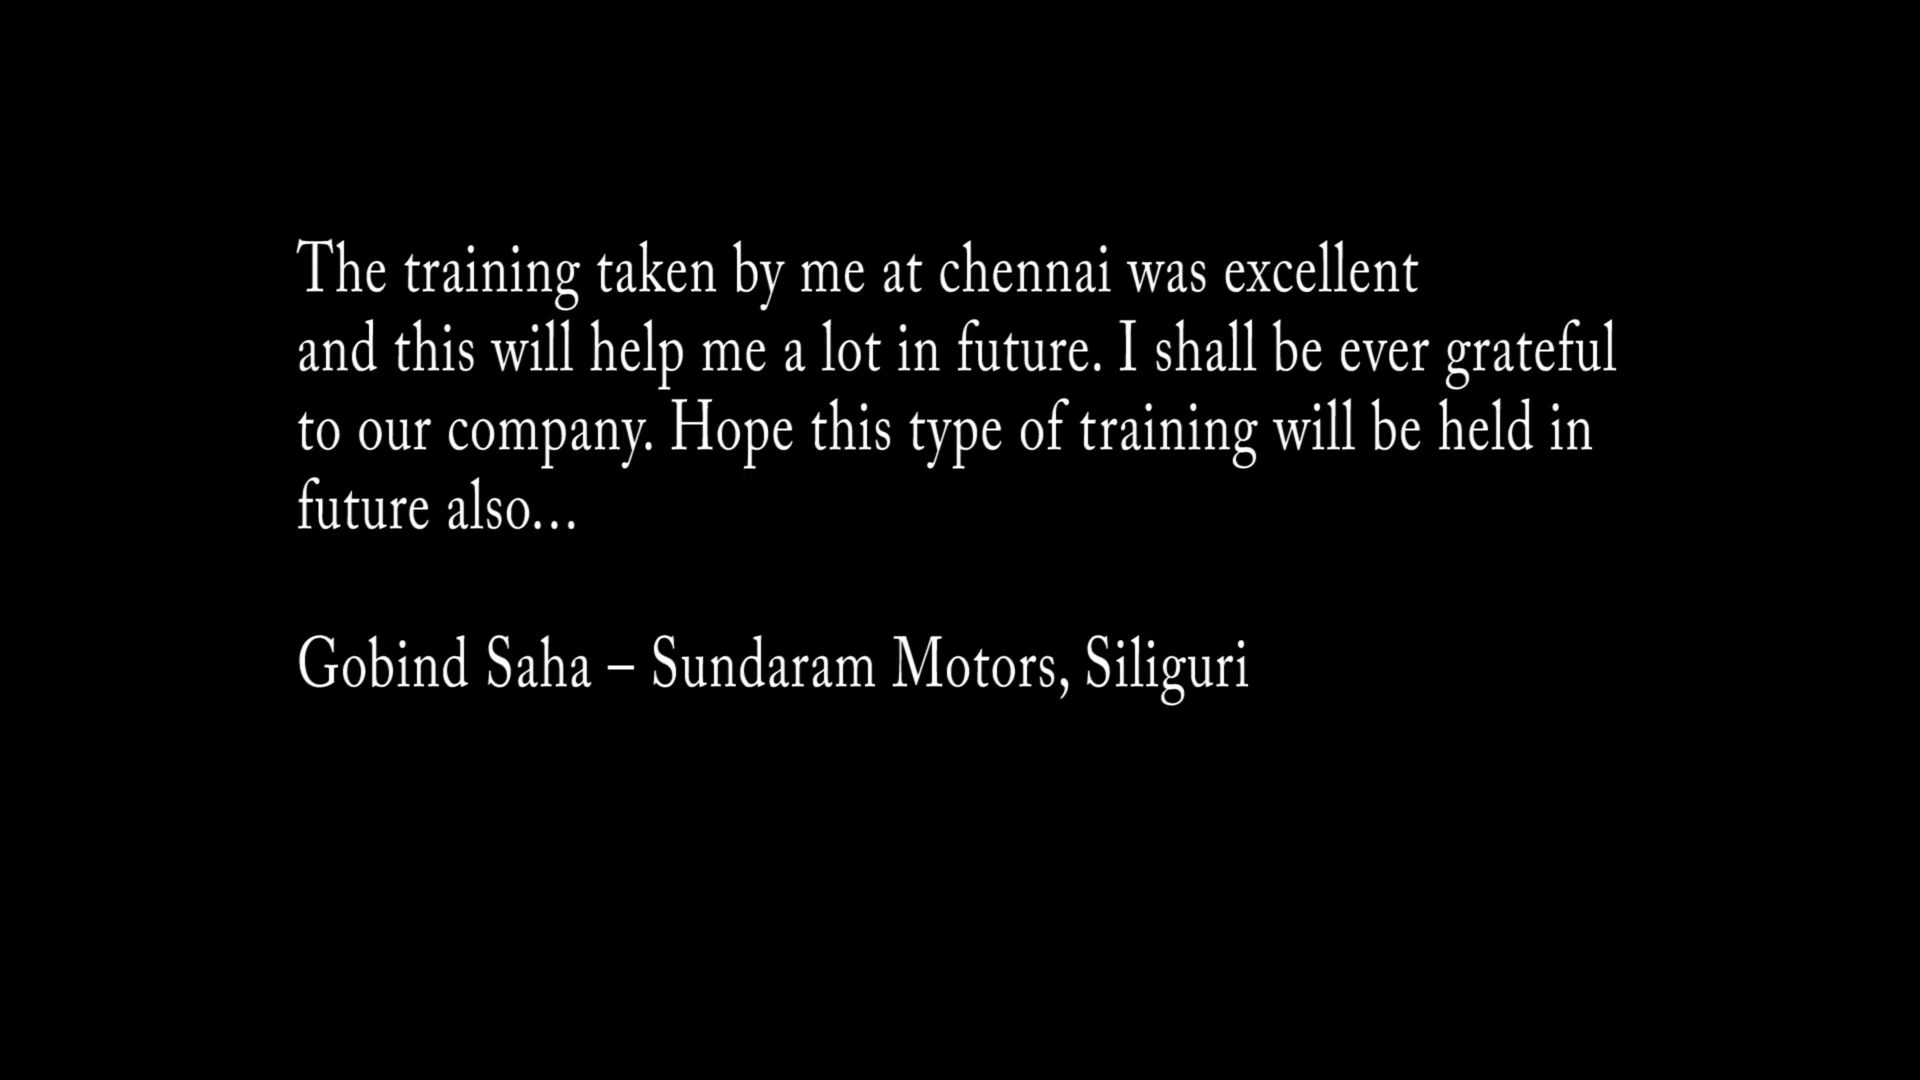 The training taken by me at chennai was excellent
and this will help me a lot in future. I shall be ever grateful
to our company. Hope this type of training will be held in
future also...
Gobind Saha – Sundaram Motors, Siliguri